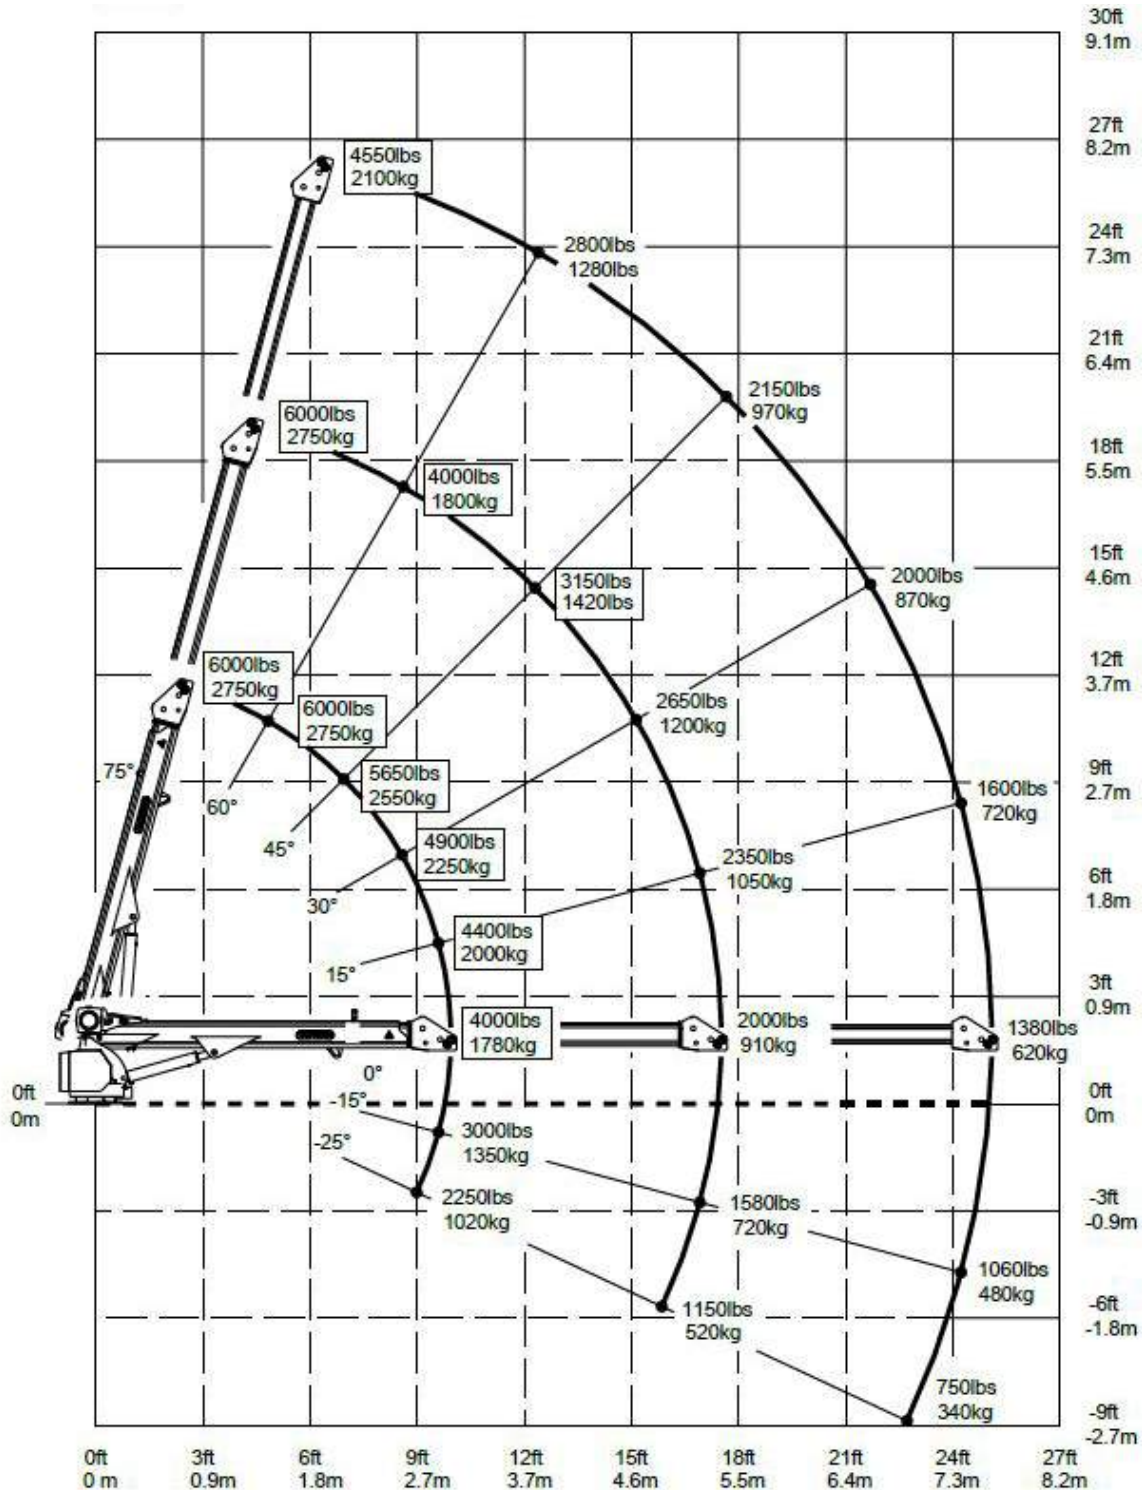 30ft
9.1m
27ft
8.2m
4550lbs
2100kg
24ft
7.3m
2800lbs
1280lbs
21ft
6.4m
2150lbs
970kg
6000lbs
2750kg
18ft
5.5m
4000lbs
1800kg
15ft
4.6m
2000lbs
870kg
3150lbs
1420lbs
12ft
3.7m
6000lbs
2750kg
6000lbs
2750kg
2650lbs
1200kg
75°
60°
5650lbs
2550kg
9ft
2.7m
1600lbs
720kg
45°
4900lbs
2250kg
2350lbs
1050kg
6ft
1.8m
30°
4400lbs
2000kg
15°
3ft
0.9m
4000lbs
1780kg
2000lbs
910kg
1380lbs
620kg
0°
0ft
0m
0ft
0m
-15°
-25°
3000lbs
1350kg
2250lbs
1020kg
1580lbs
720kg
-3ft
-0.9m
1060lbs
480kg
1150lbs
520kg
-6ft
-1.8m
750lbs
340kg
-9ft
-2.7m
0ft 3ft 6ft 9ft 12ft 15ft 18ft 21ft 24ft 27ft
0 m 0.9m 1.8m 2.7m 3.7m 4.6m 5.5m 6.4m 7.3m 8.2m